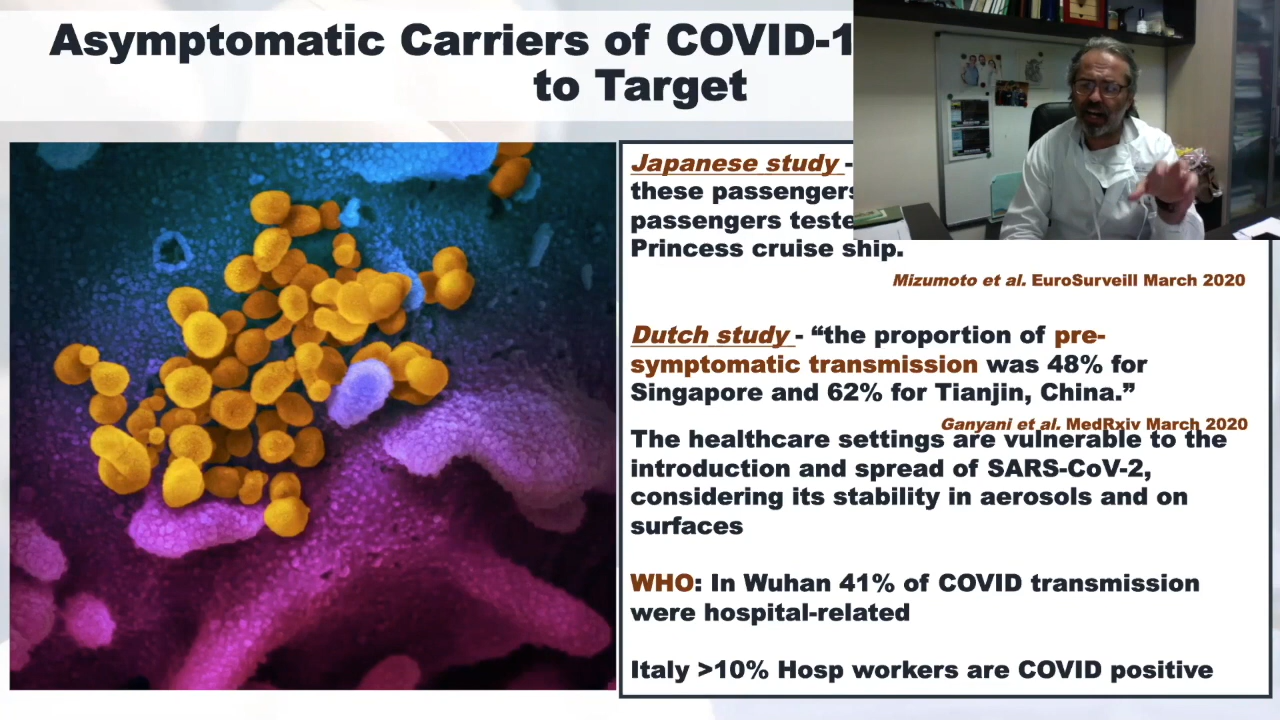 Asymptomatic Carriers of COVID-1
to Target
Japanese study -
these passengers
passengers teste
Princess cruise ship.
Mizumoto et al. EuroSurveill March 2020
Dutch study - “the proportion of pre-
symptomatic transmission was 48% for
Singapore and 62% for Tianjin, China.”
Ganyani et al. MedRxiv March 2020
The healthcare settings are vulnerable to the
introduction and spread of SARS-CoV-2,
considering its stability in aerosols and on
surfaces
WHO: In Wuhan 41% of COVID transmission
were hospital-related
Italy >10% Hosp workers are COVID positive